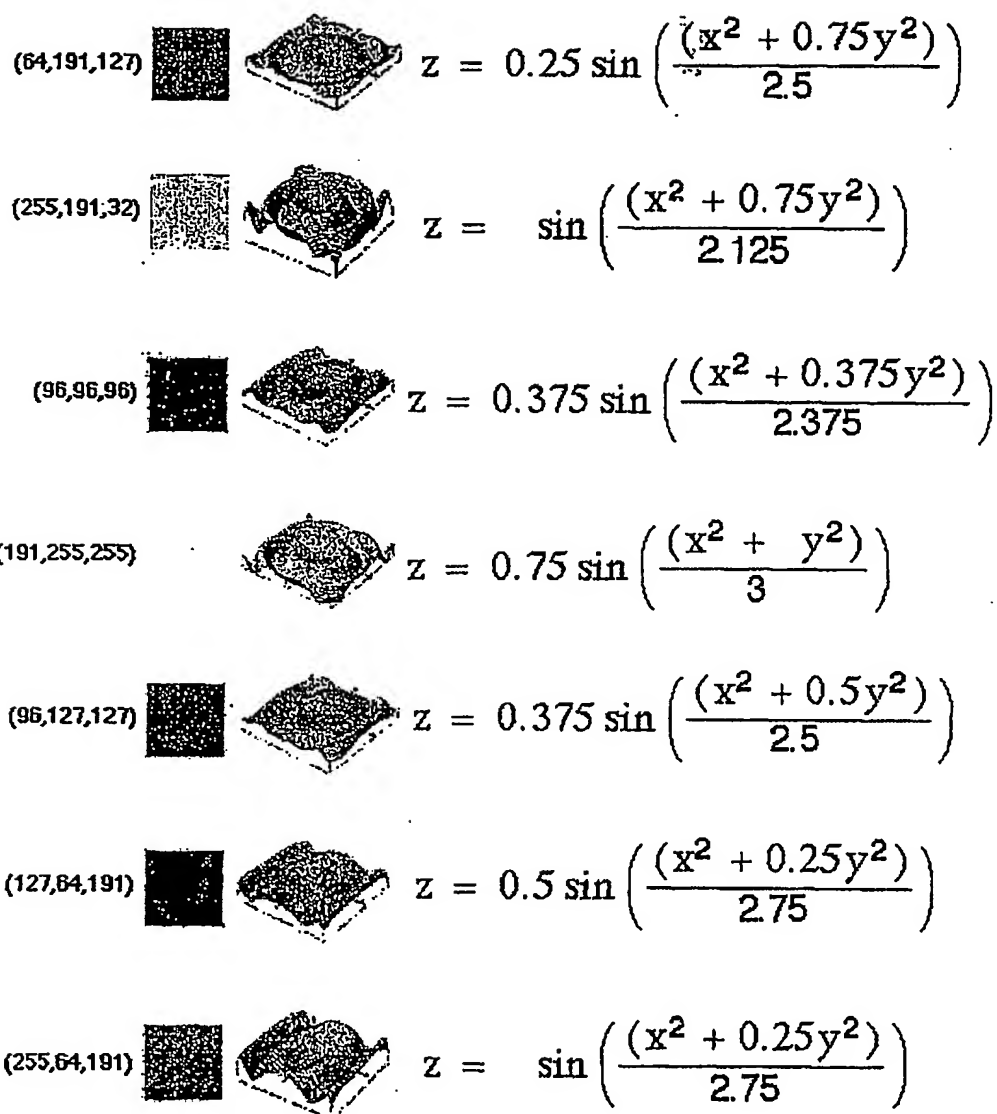 (64,191,127) z = 0.25 sin ( (x² + 0.75y²) / 2.5 )
(255,191,32) z = sin ( (x² + 0.75y²) / 2.125 )
(96,96,96) z = 0.375 sin ( (x² + 0.375y²) / 2.375 )
(191,255,255) z = 0.75 sin ( (x² + y²) / 3 )
(96,127,127) z = 0.375 sin ( (x² + 0.5y²) / 2.5 )
(127,64,191) z = 0.5 sin ( (x² + 0.25y²) / 2.75 )
(255,64,191) z = sin ( (x² + 0.25y²) / 2.75 )